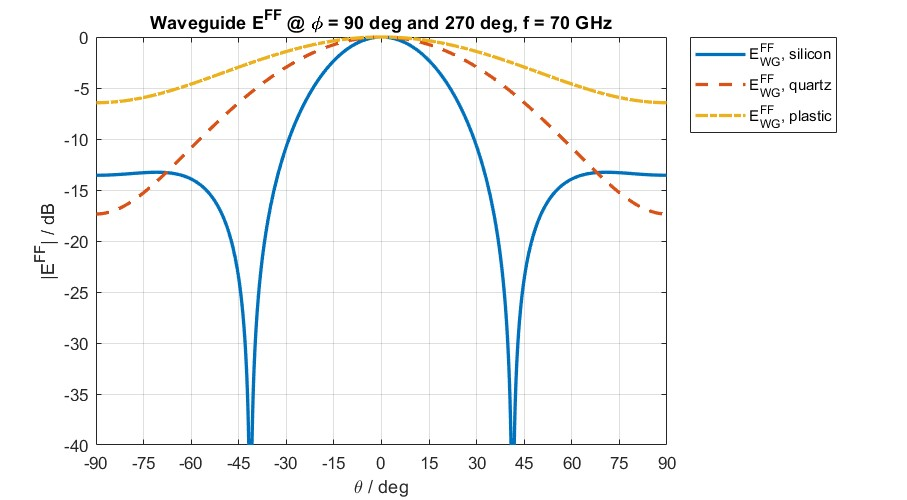 Waveguide E^FF @ ϕ = 90 deg and 270 deg, f = 70 GHz
E^FF_WG, silicon
E^FF_WG, quartz
E^FF_WG, plastic
|E^FF| / dB
0
-5
-10
-15
-20
-25
-30
-35
-40
-90 -75 -60 -45 -30 -15 0 15 30 45 60 75 90
θ / deg